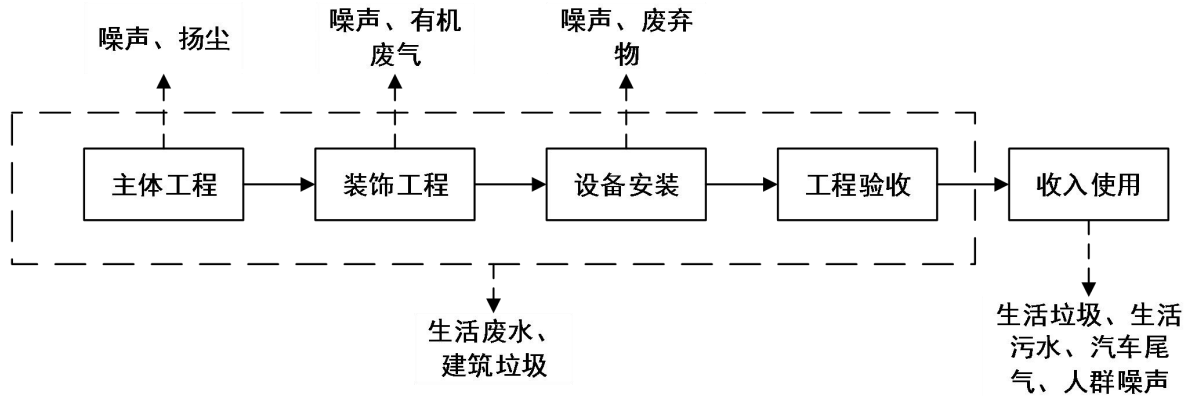 噪声、扬尘
噪声、有机
废气
噪声、废弃
物
主体工程
装饰工程
设备安装
工程验收
收入使用
生活废水、
建筑垃圾
生活垃圾、生活
污水、汽车尾
气、人群噪声